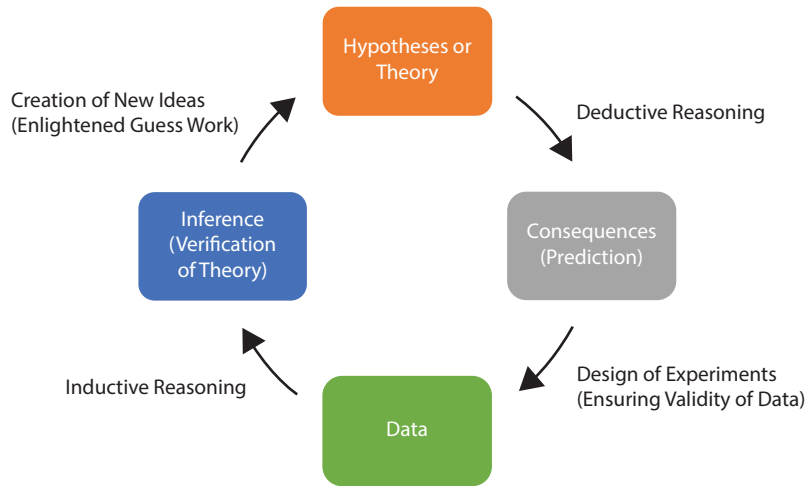 Hypotheses or
Theory
Creation of New Ideas
(Enlightened Guess Work)
Deductive Reasoning
Inference
(Verification
of Theory)
Consequences
(Prediction)
Inductive Reasoning
Design of Experiments
(Ensuring Validity of Data)
Data